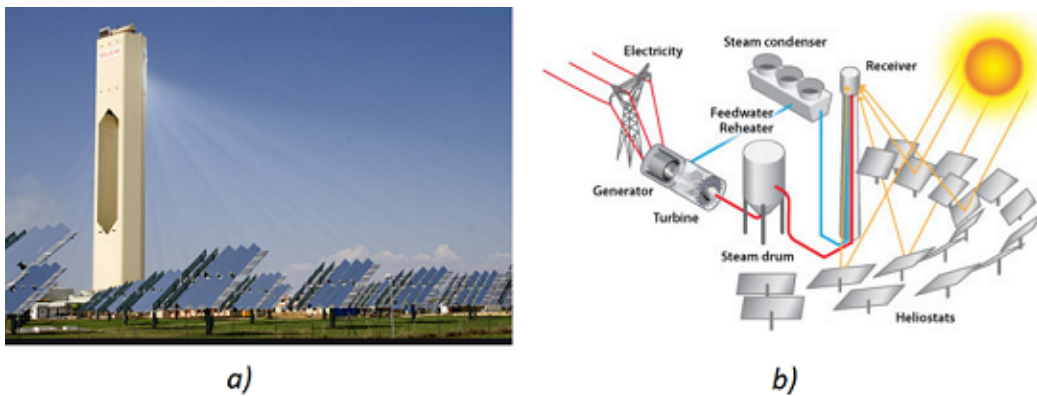 Electricity
Steam condenser
Receiver
Feedwater
Reheater
Generator
Turbine
Steam drum
Heliostats
a)
b)